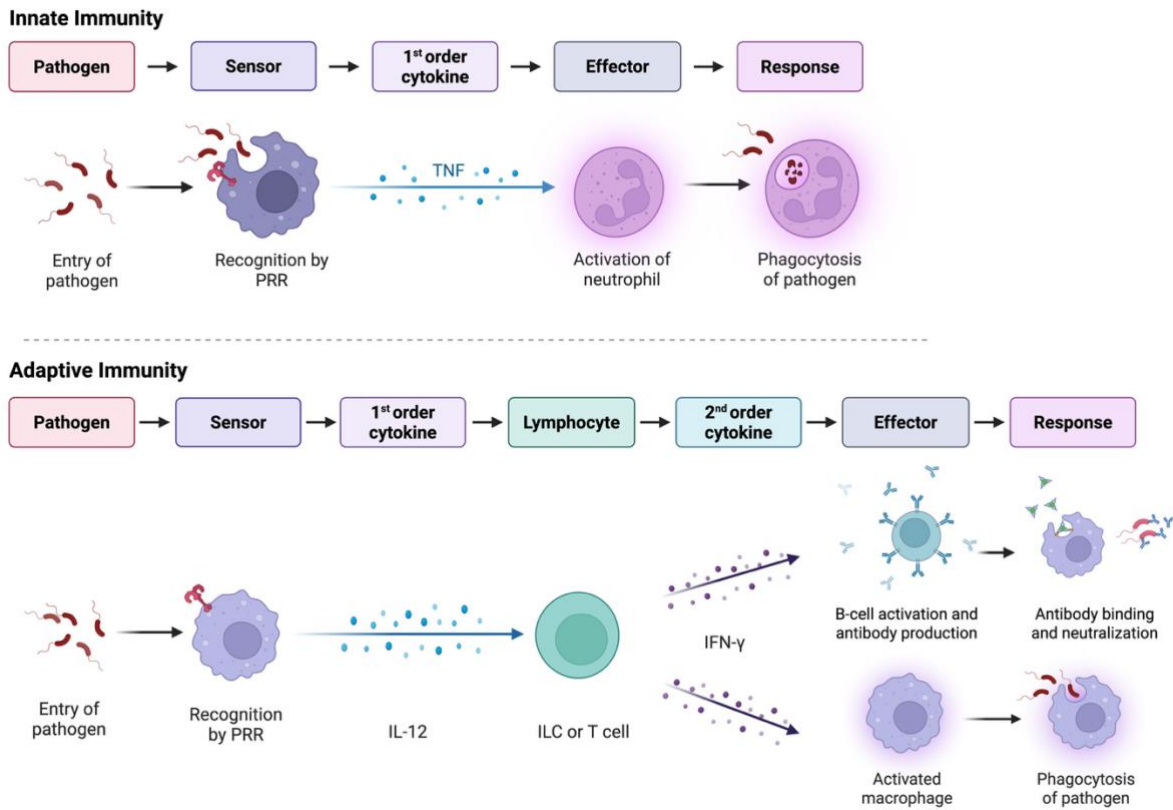 Innate Immunity
Pathogen
Sensor
1st order
cytokine
Effector
Response
TNF
Entry of
pathogen
Recognition by
PRR
Activation of
neutrophil
Phagocytosis
of pathogen
Adaptive Immunity
Pathogen
Sensor
1st order
cytokine
Lymphocyte
2nd order
cytokine
Effector
Response
Entry of
pathogen
Recognition
by PRR
IL-12
ILC or T cell
IFN-γ
B-cell activation and
antibody production
Antibody binding
and neutralization
Activated
macrophage
Phagocytosis
of pathogen